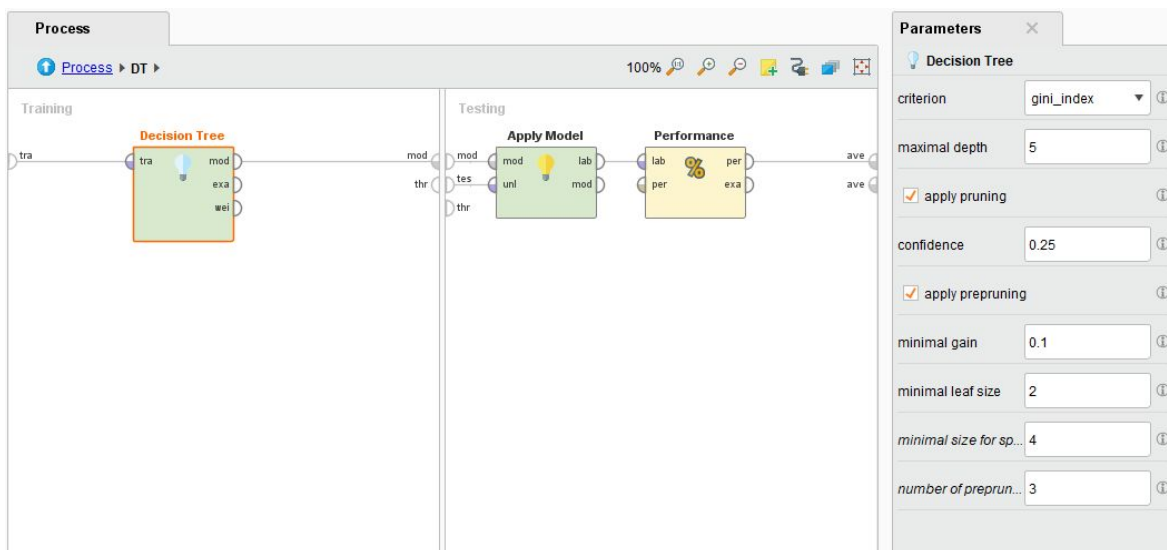 Process
Process ▸ DT ▸
100%
Training
Decision Tree
tra
tra
mod
exa
wei
mod
thr
Testing
mod
tes
thr
Apply Model
mod
unl
lab
mod
Performance
lab
per
per
exa
ave
ave
Parameters
Decision Tree
criterion gini_index
maximal depth 5
apply pruning
confidence 0.25
apply prepruning
minimal gain 0.1
minimal leaf size 2
minimal size for sp... 4
number of preprun... 3